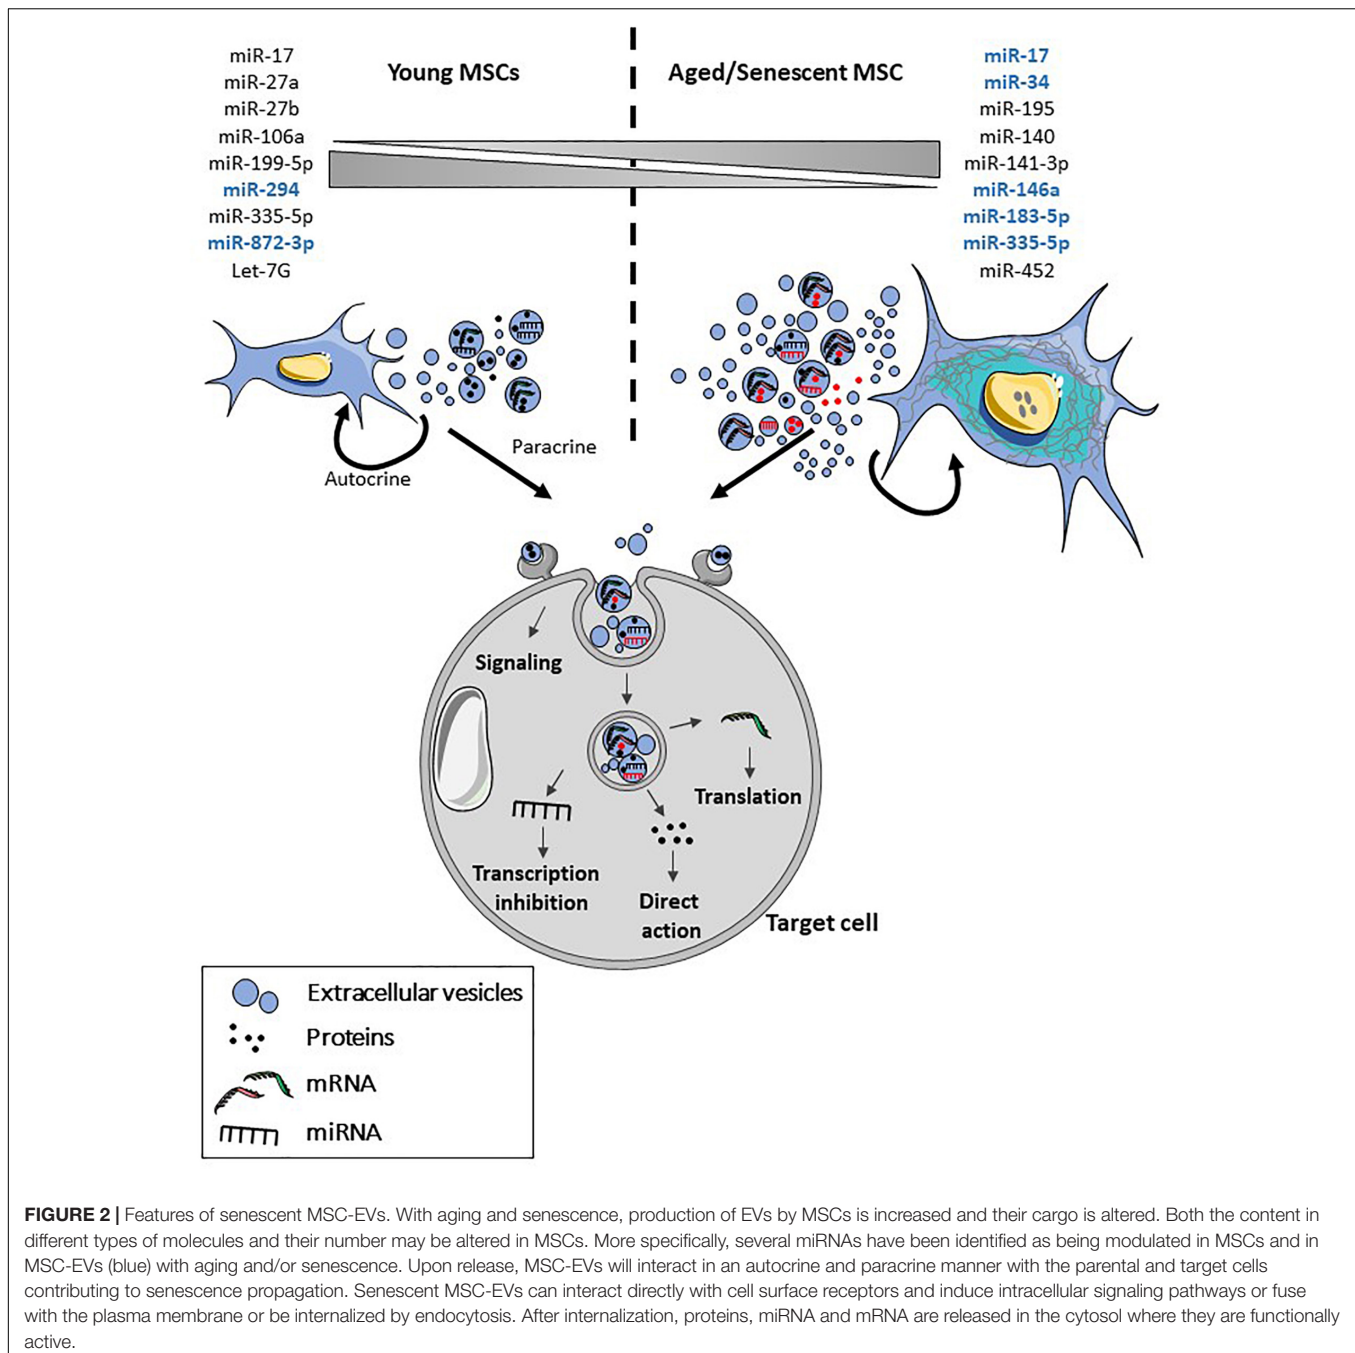 Young MSCs
Aged/Senescent MSC
miR-17
miR-27a
miR-27b
miR-106a
miR-199-5p
miR-294
miR-335-5p
miR-872-3p
Let-7G
miR-17
miR-34
miR-195
miR-140
miR-141-3p
miR-146a
miR-183-5p
miR-335-5p
miR-452
Paracrine
Autocrine
Signaling
Translation
Transcription
inhibition
Direct
action
Target cell
Extracellular vesicles
Proteins
mRNA
miRNA
FIGURE 2 | Features of senescent MSC-EVs. With aging and senescence, production of EVs by MSCs is increased and their cargo is altered. Both the content in
different types of molecules and their number may be altered in MSCs. More specifically, several miRNAs have been identified as being modulated in MSCs and in
MSC-EVs (blue) with aging and/or senescence. Upon release, MSC-EVs will interact in an autocrine and paracrine manner with the parental and target cells
contributing to senescence propagation. Senescent MSC-EVs can interact directly with cell surface receptors and induce intracellular signaling pathways or fuse
with the plasma membrane or be internalized by endocytosis. After internalization, proteins, miRNA and mRNA are released in the cytosol where they are functionally
active.